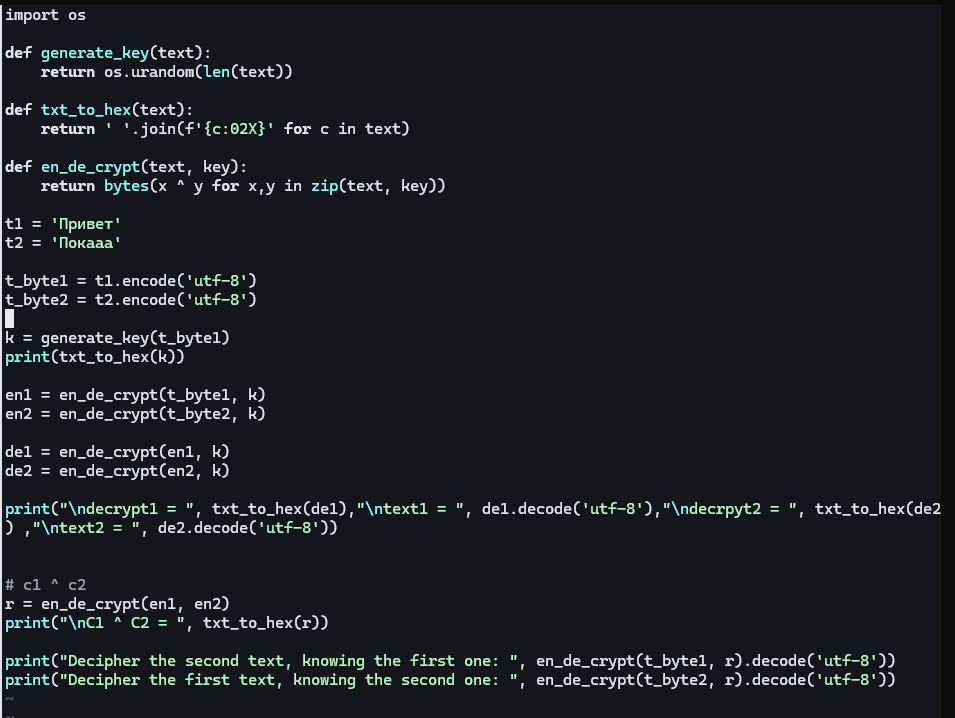 import os

def generate_key(text):
    return os.urandom(len(text))

def txt_to_hex(text):
    return ' '.join(f'{c:02X}' for c in text)

def en_de_crypt(text, key):
    return bytes(x ^ y for x,y in zip(text, key))

t1 = 'Привет'
t2 = 'Покааа'

t_byte1 = t1.encode('utf-8')
t_byte2 = t2.encode('utf-8')

k = generate_key(t_byte1)
print(txt_to_hex(k))

en1 = en_de_crypt(t_byte1, k)
en2 = en_de_crypt(t_byte2, k)

de1 = en_de_crypt(en1, k)
de2 = en_de_crypt(en2, k)

print("\ndecrypt1 = ", txt_to_hex(de1),"\ntext1 = ", de1.decode('utf-8'),"\ndecrpyt2 = ", txt_to_hex(de2
) ,"\ntext2 = ", de2.decode('utf-8'))


# c1 ^ c2
r = en_de_crypt(en1, en2)
print("\nC1 ^ C2 = ", txt_to_hex(r))

print("Decipher the second text, knowing the first one: ", en_de_crypt(t_byte1, r).decode('utf-8'))
print("Decipher the first text, knowing the second one: ", en_de_crypt(t_byte2, r).decode('utf-8'))
~
~